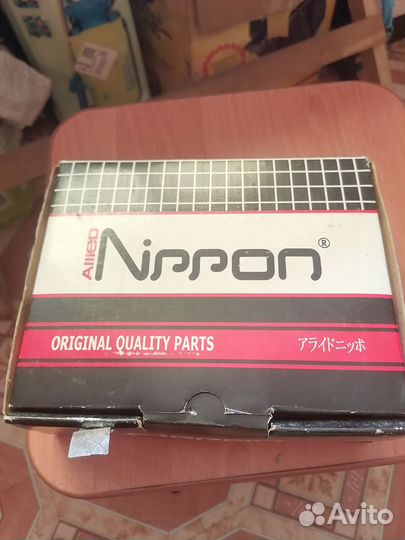 Allied
Nippon®
ORIGINAL QUALITY PARTS
アライドニッポ
Avito